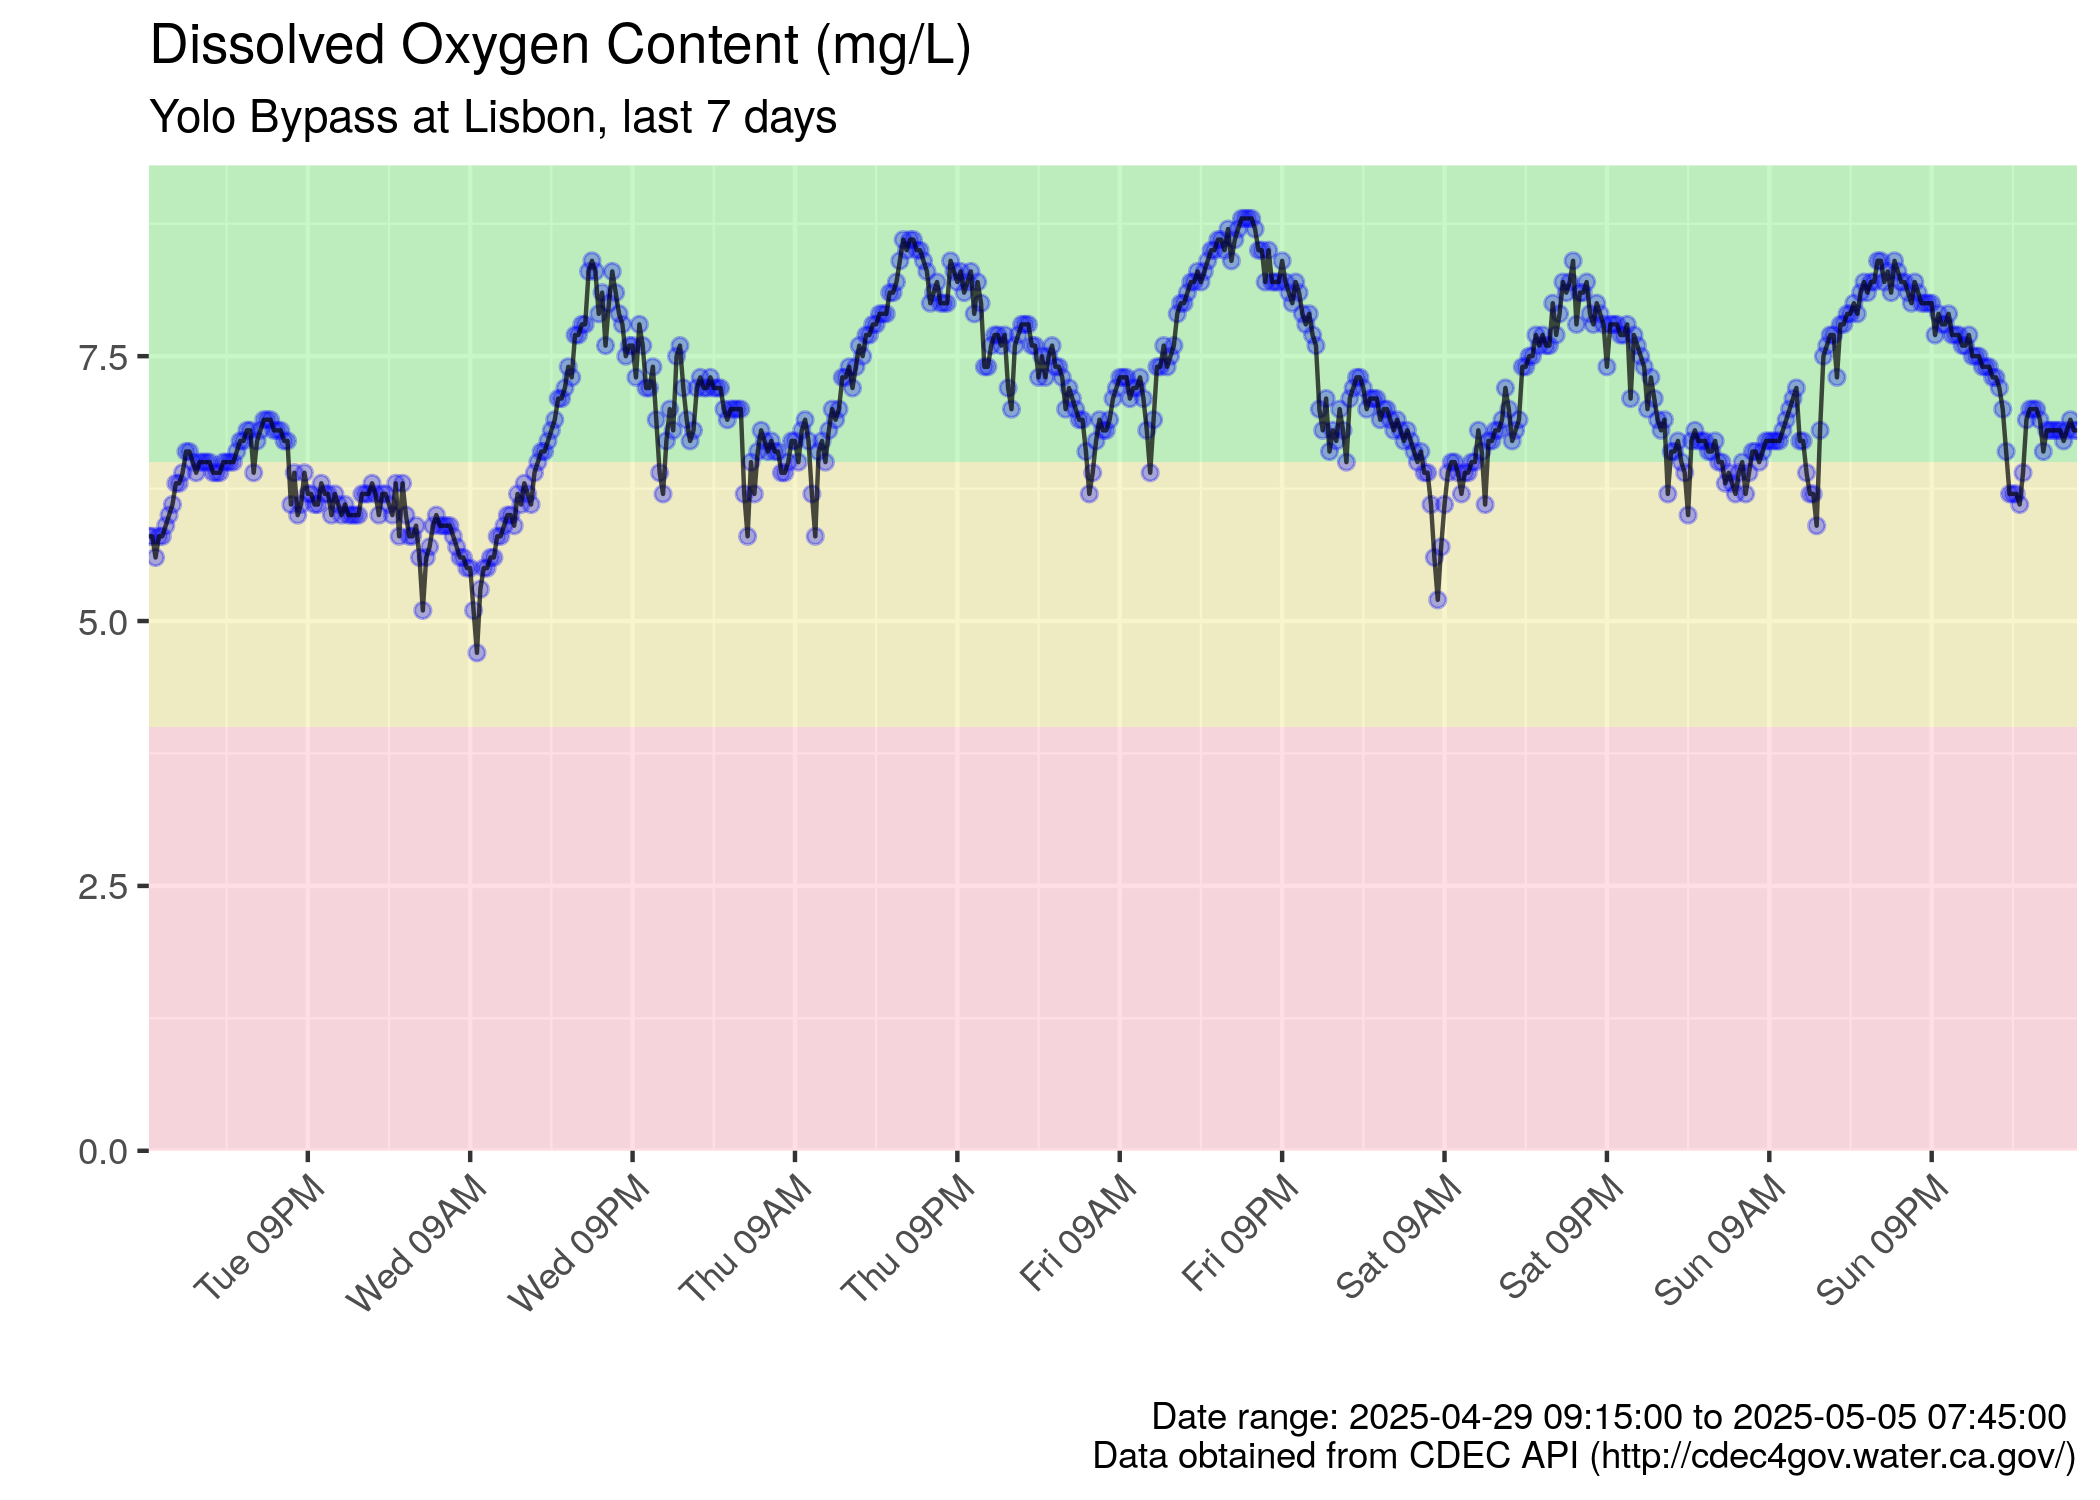 Dissolved Oxygen Content (mg/L)
Yolo Bypass at Lisbon, last 7 days
7.5
5.0
2.5
0.0
Tue 09PM
Wed 09AM
Wed 09PM
Thu 09AM
Thu 09PM
Fri 09AM
Fri 09PM
Sat 09AM
Sat 09PM
Sun 09AM
Sun 09PM
Date range: 2025-04-29 09:15:00 to 2025-05-05 07:45:00
Data obtained from CDEC API (http://cdec4gov.water.ca.gov/)